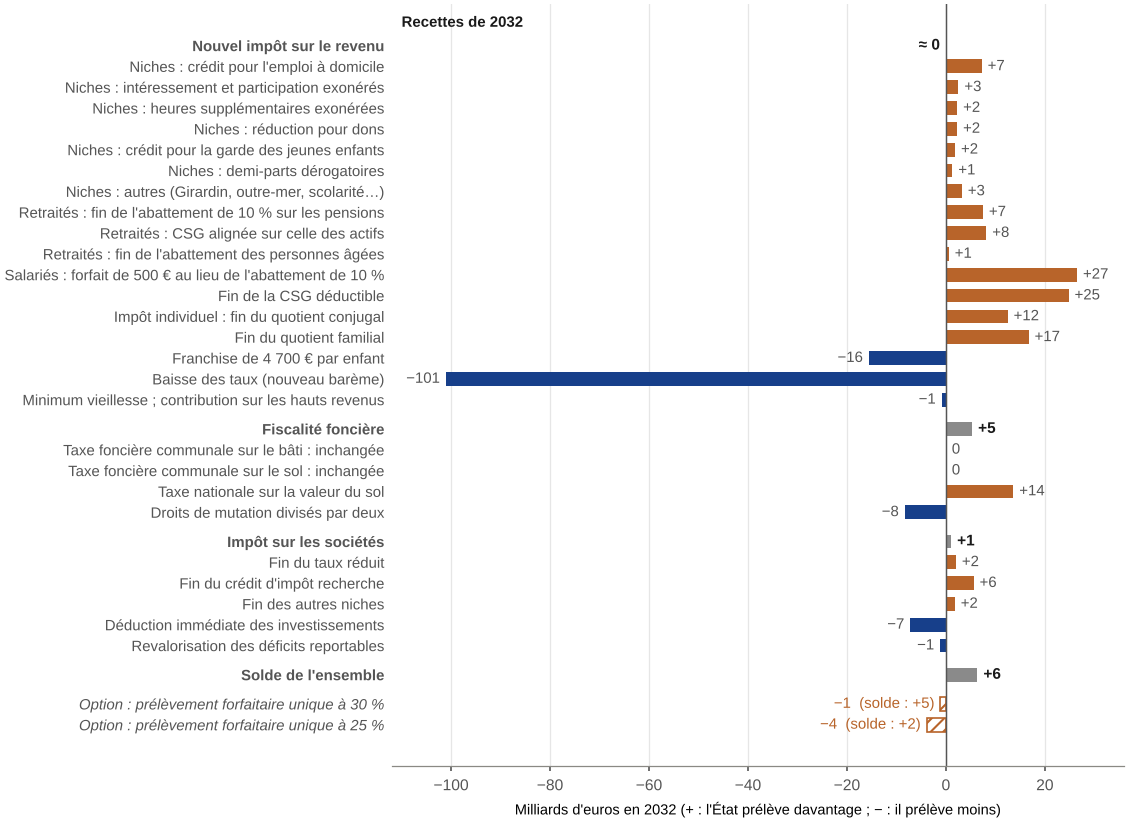 Recettes de 2032
Nouvel impôt sur le revenu ≈ 0
Niches : crédit pour l'emploi à domicile +7
Niches : intéressement et participation exonérés +3
Niches : heures supplémentaires exonérées +2
Niches : réduction pour dons +2
Niches : crédit pour la garde des jeunes enfants +2
Niches : demi-parts dérogatoires +1
Niches : autres (Girardin, outre-mer, scolarité…) +3
Retraités : fin de l'abattement de 10 % sur les pensions +7
Retraités : CSG alignée sur celle des actifs +8
Retraités : fin de l'abattement des personnes âgées +1
Salariés : forfait de 500 € au lieu de l'abattement de 10 % +27
Fin de la CSG déductible +25
Impôt individuel : fin du quotient conjugal +12
Fin du quotient familial +17
Franchise de 4 700 € par enfant −16
Baisse des taux (nouveau barème) −101
Minimum vieillesse ; contribution sur les hauts revenus −1
Fiscalité foncière +5
Taxe foncière communale sur le bâti : inchangée 0
Taxe foncière communale sur le sol : inchangée 0
Taxe nationale sur la valeur du sol +14
Droits de mutation divisés par deux −8
Impôt sur les sociétés +1
Fin du taux réduit +2
Fin du crédit d'impôt recherche +6
Fin des autres niches +2
Déduction immédiate des investissements −7
Revalorisation des déficits reportables −1
Solde de l'ensemble +6
Option : prélèvement forfaitaire unique à 30 % −1 (solde : +5)
Option : prélèvement forfaitaire unique à 25 % −4 (solde : +2)
−100 −80 −60 −40 −20 0 20
Milliards d'euros en 2032 (+ : l'État prélève davantage ; − : il prélève moins)